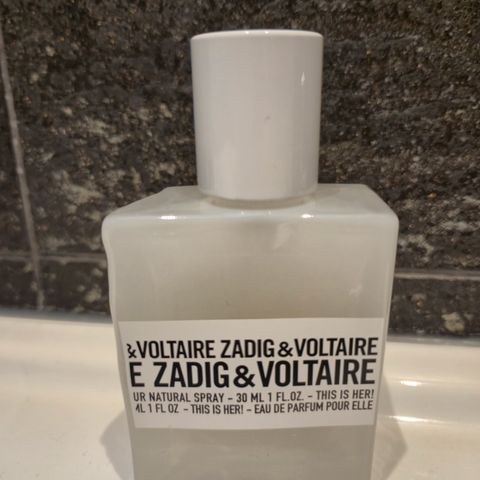 &VOLTAIRE ZADIG&VOLTAIRE
E ZADIG&VOLTAIRE
UR NATURAL SPRAY - 30 ML 1 FL.OZ. - THIS IS HER!
ML 1 FL OZ - THIS IS HER! - EAU DE PARFUM POUR ELLE